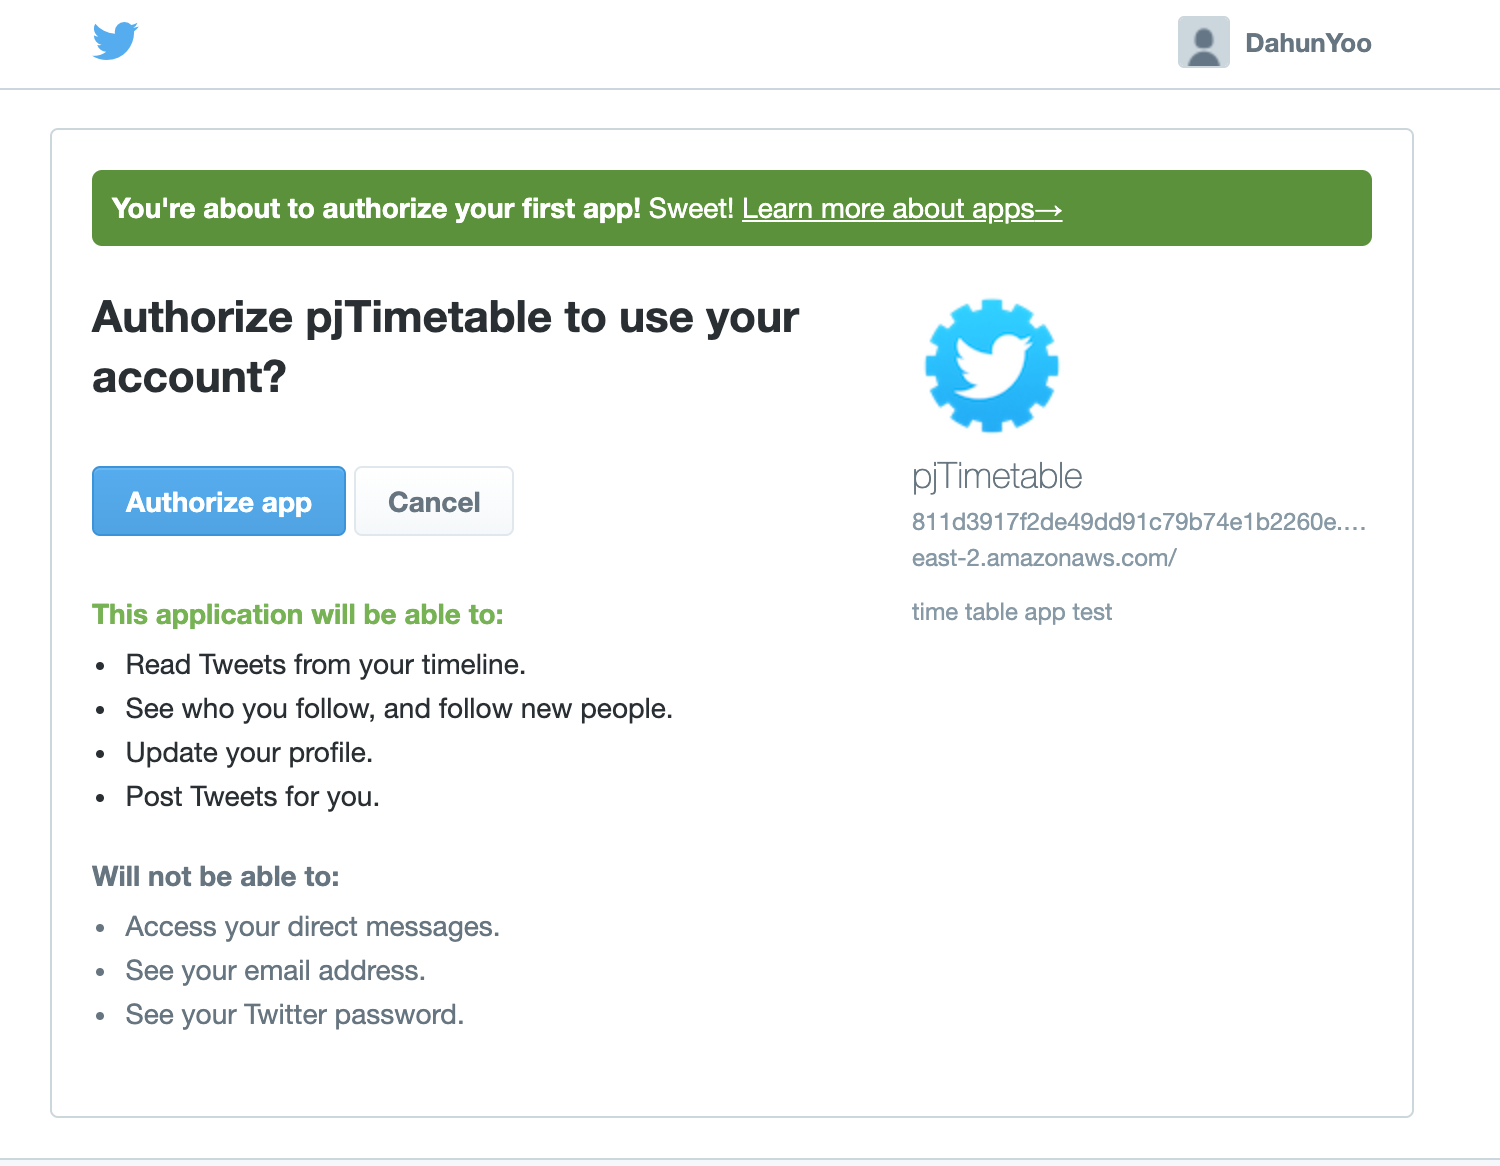 DahunYoo
You're about to authorize your first app! Sweet! Learn more about apps→
Authorize pjTimetable to use your
account?
Authorize app
Cancel
This application will be able to:
• Read Tweets from your timeline.
• See who you follow, and follow new people.
• Update your profile.
• Post Tweets for you.
Will not be able to:
• Access your direct messages.
• See your email address.
• See your Twitter password.
pjTimetable
811d3917f2de49dd91c79b74e1b2260e....
east-2.amazonaws.com/
time table app test